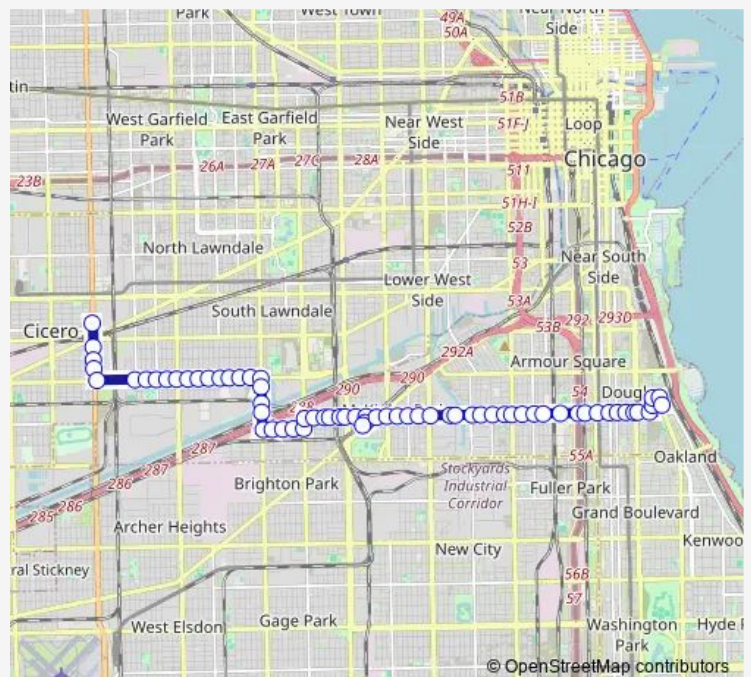 Park
West Town
49A
50A
Near North
Side
tin
51B
West Garfield
Park
East Garfield
Park
Near West
Side
51F-J
Loop
Chicago
23B
26A
27A
27C
28A
511
51H-I
52B
North Lawndale
53
Near South
Side
Lower West
Side
53A
South Lawndale
Cicero
53B
292
293D
292A
Armour Square
290
290
54
Dougl
288
287
287
286
286
285
55A
Oakland
Brighton Park
Stockyards
Industrial
Corridor
Fuller Park
Grand Boulevard
Archer Heights
New City
Kenwoo
ral Stickney
56B
57
West Elsdon
Gage Park
Washington
Park
Hyde P
© OpenStreetMap contributors